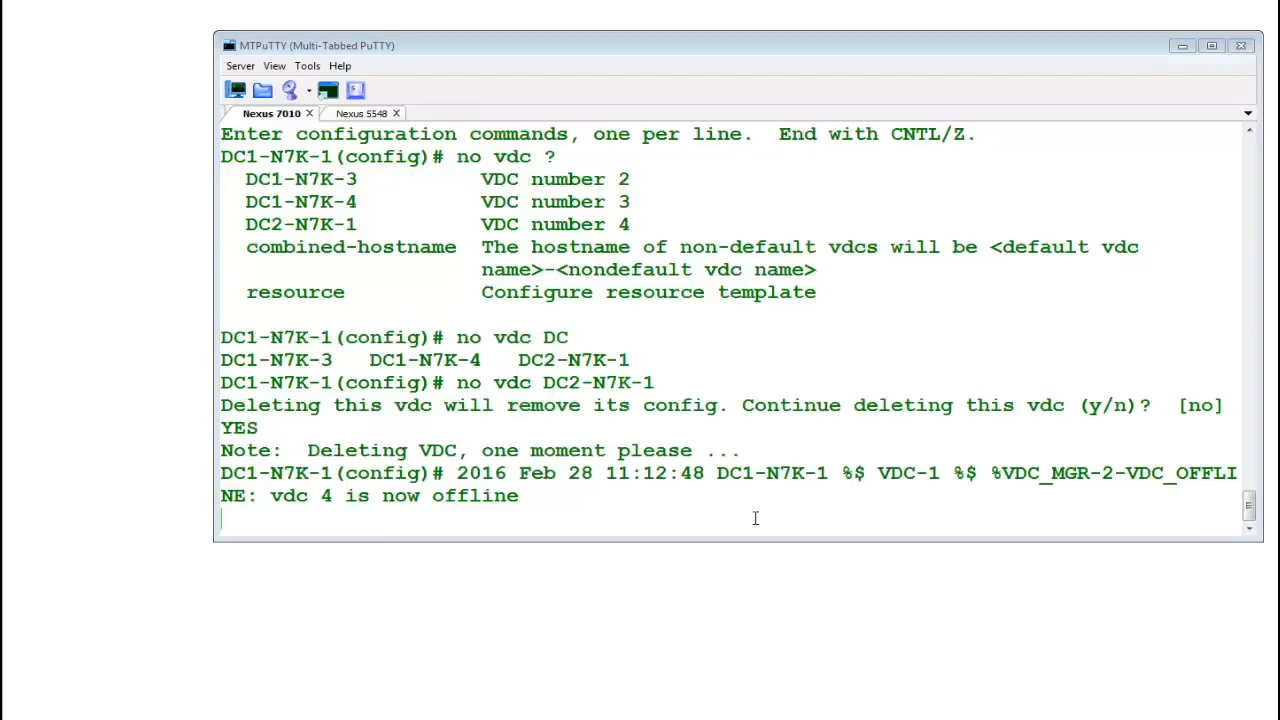 MTPuTTY (Multi-Tabbed PuTTY)
Server View Tools Help
Nexus 7010 X Nexus 5548 X
Enter configuration commands, one per line. End with CNTL/Z.
DC1-N7K-1(config)# no vdc ?
DC1-N7K-3 VDC number 2
DC1-N7K-4 VDC number 3
DC2-N7K-1 VDC number 4
combined-hostname The hostname of non-default vdcs will be <default vdc
name>-<nondefault vdc name>
resource Configure resource template
DC1-N7K-1(config)# no vdc DC
DC1-N7K-3 DC1-N7K-4 DC2-N7K-1
DC1-N7K-1(config)# no vdc DC2-N7K-1
Deleting this vdc will remove its config. Continue deleting this vdc (y/n)? [no]
YES
Note: Deleting VDC, one moment please ...
DC1-N7K-1(config)# 2016 Feb 28 11:12:48 DC1-N7K-1 %$ VDC-1 %$ %VDC_MGR-2-VDC_OFFLI
NE: vdc 4 is now offline